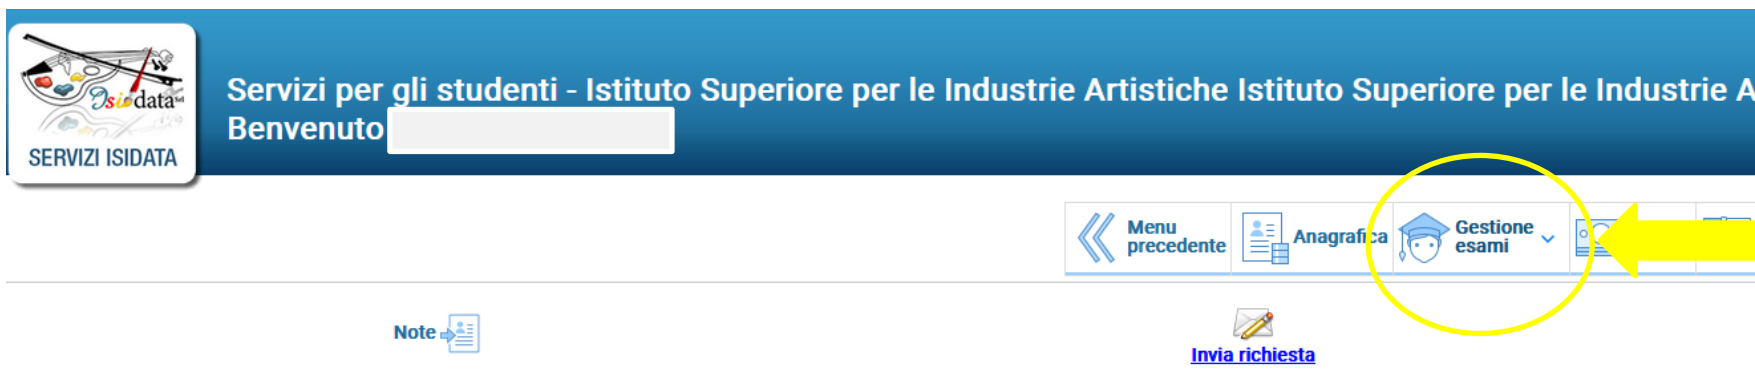 Isidata srl
SERVIZI ISIDATA
Servizi per gli studenti - Istituto Superiore per le Industrie Artistiche Istituto Superiore per le Industrie A
Benvenuto
Menu
precedente
Anagrafica
Gestione
esami
Note
Invia richiesta